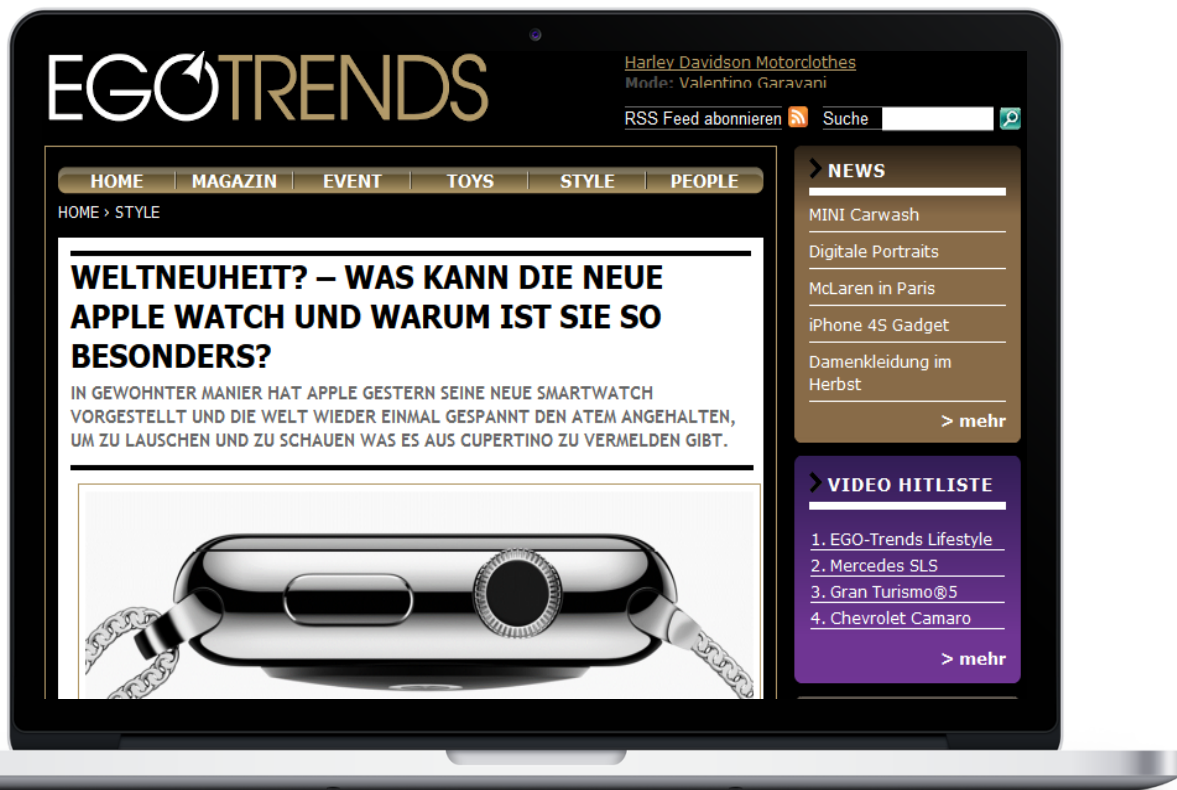 EGOTRENDS
Harley Davidson Motorclothes
Mode: Valentino Garavani
RSS Feed abonnieren
Suche
HOME MAGAZIN EVENT TOYS STYLE PEOPLE
HOME › STYLE
WELTNEUHEIT? – WAS KANN DIE NEUE
APPLE WATCH UND WARUM IST SIE SO
BESONDERS?
IN GEWOHNTER MANIER HAT APPLE GESTERN SEINE NEUE SMARTWATCH
VORGESTELLT UND DIE WELT WIEDER EINMAL GESPANNT DEN ATEM ANGEHALTEN,
UM ZU LAUSCHEN UND ZU SCHAUEN WAS ES AUS CUPERTINO ZU VERMELDEN GIBT.
NEWS
MINI Carwash
Digitale Portraits
McLaren in Paris
iPhone 4S Gadget
Damenkleidung im
Herbst
> mehr
VIDEO HITLISTE
1. EGO-Trends Lifestyle
2. Mercedes SLS
3. Gran Turismo®5
4. Chevrolet Camaro
> mehr